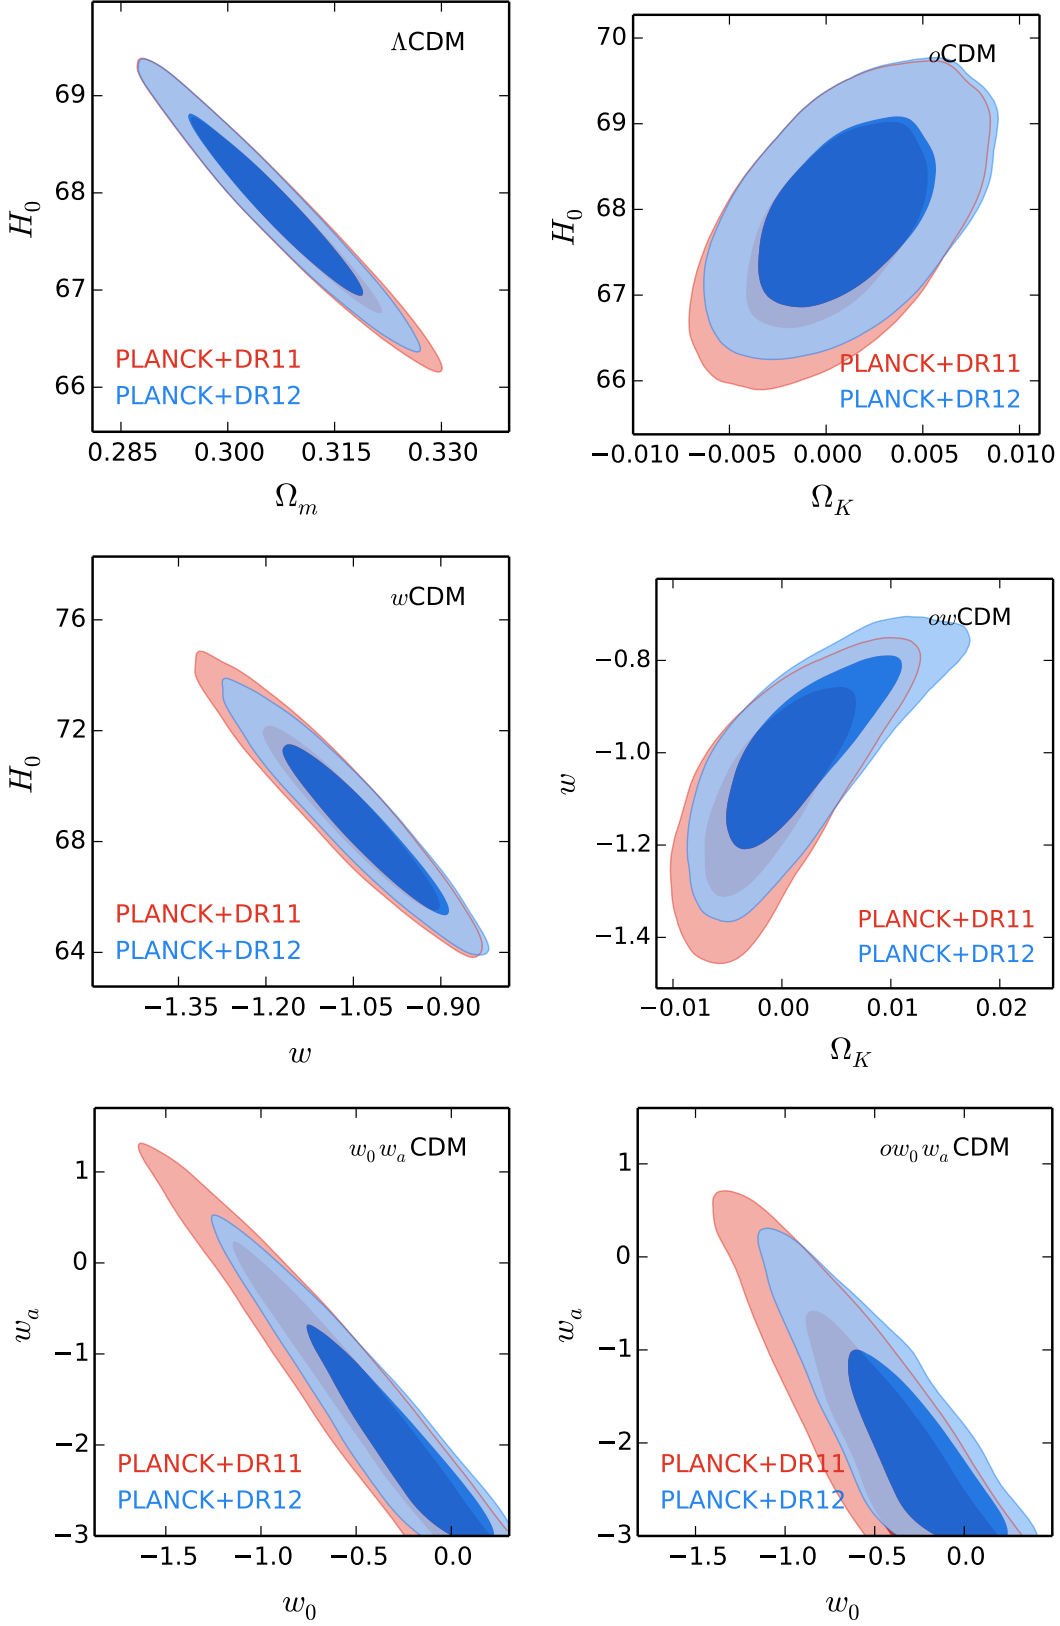 ΛCDM
69
68
67
66
H₀
PLANCK+DR11
PLANCK+DR12
0.285 0.300 0.315 0.330
Ωₘ
oCDM
70
69
68
67
66
H₀
PLANCK+DR11
PLANCK+DR12
−0.010 −0.005 0.000 0.005 0.010
Ω_K
wCDM
76
72
68
64
H₀
PLANCK+DR11
PLANCK+DR12
−1.35 −1.20 −1.05 −0.90
w
owCDM
−0.8
−1.0
−1.2
−1.4
w
PLANCK+DR11
PLANCK+DR12
−0.01 0.00 0.01 0.02
Ω_K
w₀wₐCDM
1
0
−1
−2
−3
wₐ
PLANCK+DR11
PLANCK+DR12
−1.5 −1.0 −0.5 0.0
w₀
ow₀wₐCDM
1
0
−1
−2
−3
wₐ
PLANCK+DR11
PLANCK+DR12
−1.5 −1.0 −0.5 0.0
w₀